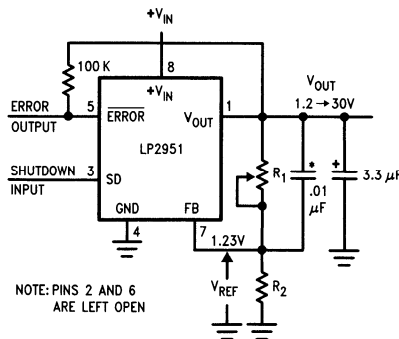 +VIN
100 K
8
+VIN
VOUT
1.2→30V
ERROR
OUTPUT
5
ERROR
VOUT
1
LP2951
SHUTDOWN
INPUT
3
SD
R1
*
.01
μF
+
3.3 μF
GND
FB
4
7
1.23V
VREF
R2
NOTE: PINS 2 AND 6
ARE LEFT OPEN